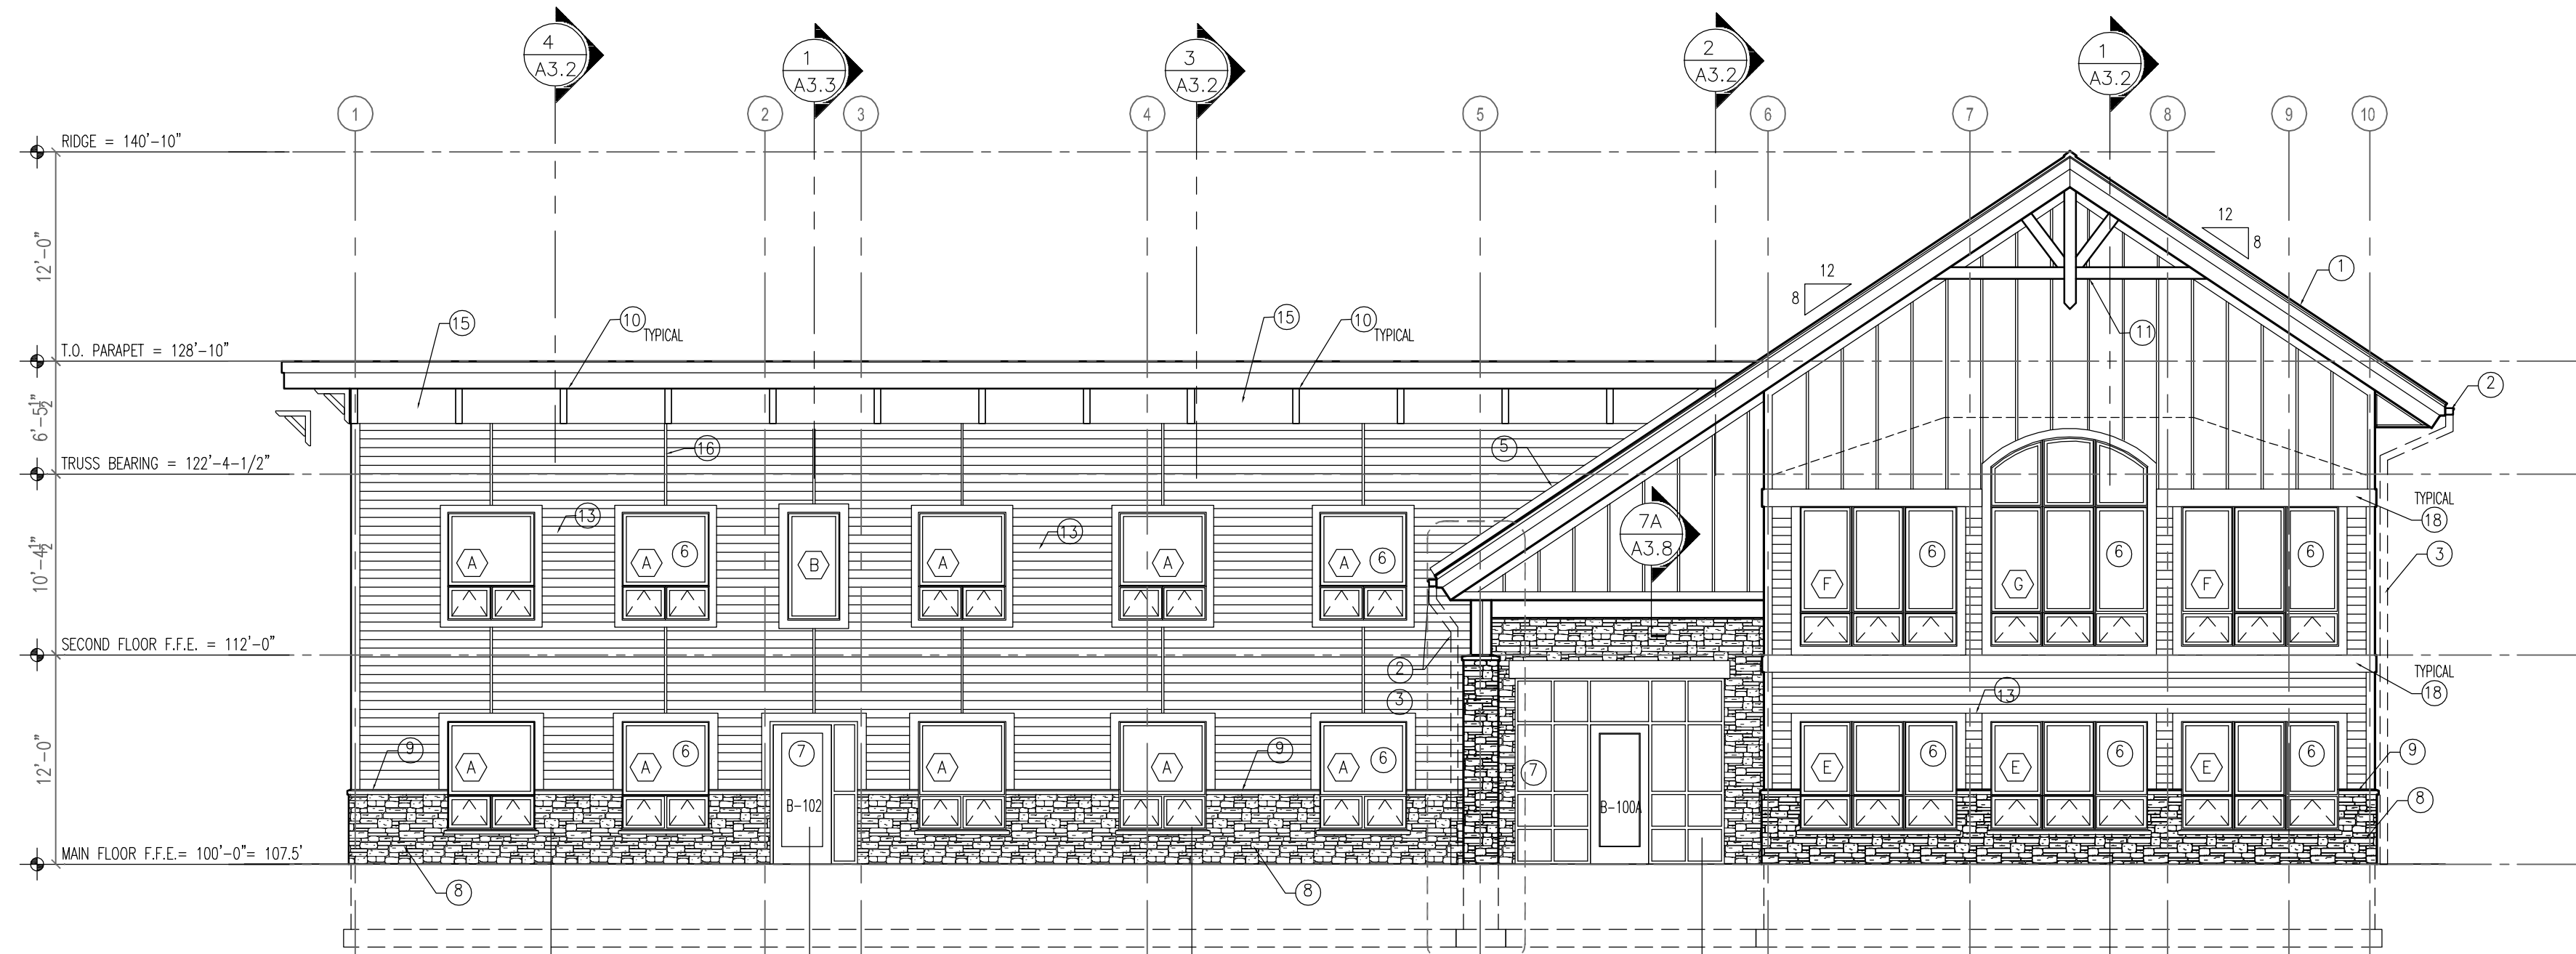 4
A3.2
1
A3.3
3
A3.2
2
A3.2
1
A3.2
1
2
3
4
5
6
7
8
9
10
RIDGE = 140'-10"
12'-0"
12
8
12
8
1
15
10
TYPICAL
15
10
TYPICAL
11
T.O. PARAPET = 128'-10"
2
6'-5½"
16
5
TRUSS BEARING = 122'-4-1/2"
TYPICAL
18
13
13
7A
A3.8
10'-4½"
A
A
6
B
A
A
A
6
F
6
G
6
F
6
3
SECOND FLOOR F.F.E. = 112'-0"
2
TYPICAL
18
3
13
12'-0"
9
A
A
6
7
B-102
A
A
9
A
6
7
B-100A
E
6
E
6
E
6
9
8
MAIN FLOOR F.F.E.= 100'-0"= 107.5'
8
8